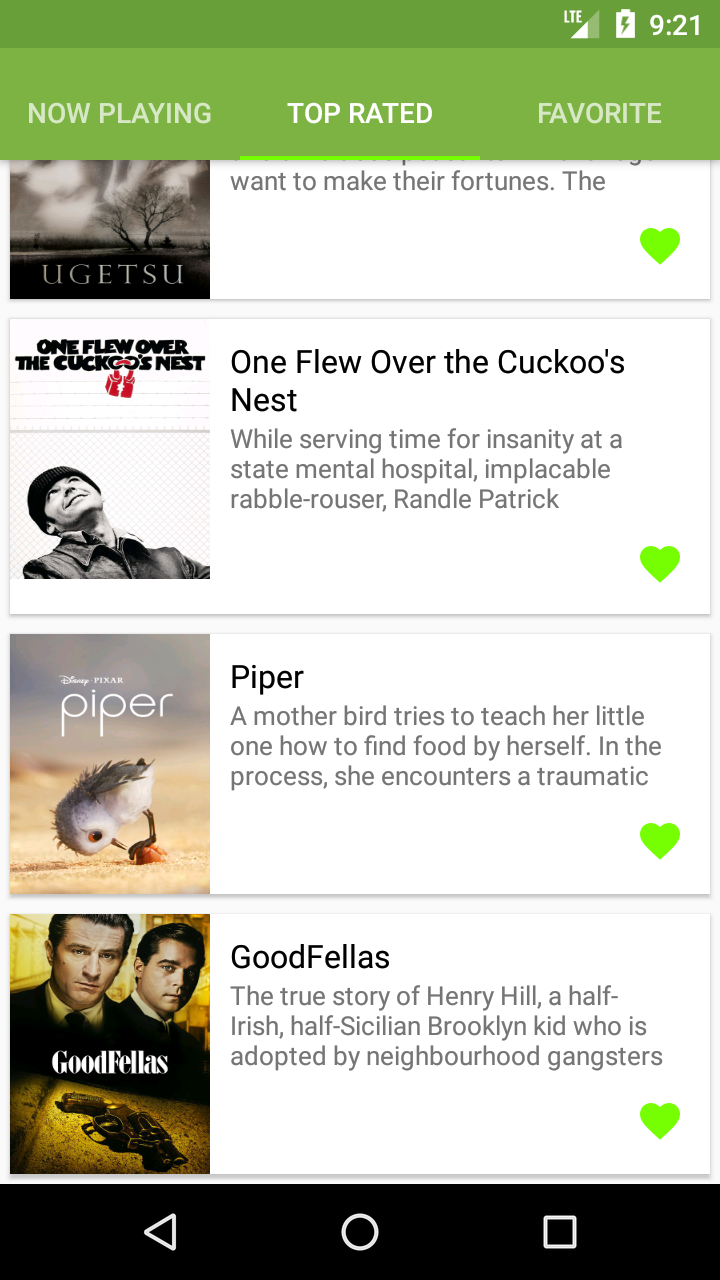 LTE 9:21
NOW PLAYING TOP RATED FAVORITE
want to make their fortunes. The
UGETSU
ONE FLEW OVER
THE CUCKOO'S NEST
One Flew Over the Cuckoo's
Nest
While serving time for insanity at a
state mental hospital, implacable
rabble-rouser, Randle Patrick
Disney · PIXAR
piper
Piper
A mother bird tries to teach her little
one how to find food by herself. In the
process, she encounters a traumatic
GoodFellas
GoodFellas
The true story of Henry Hill, a half-
Irish, half-Sicilian Brooklyn kid who is
adopted by neighbourhood gangsters